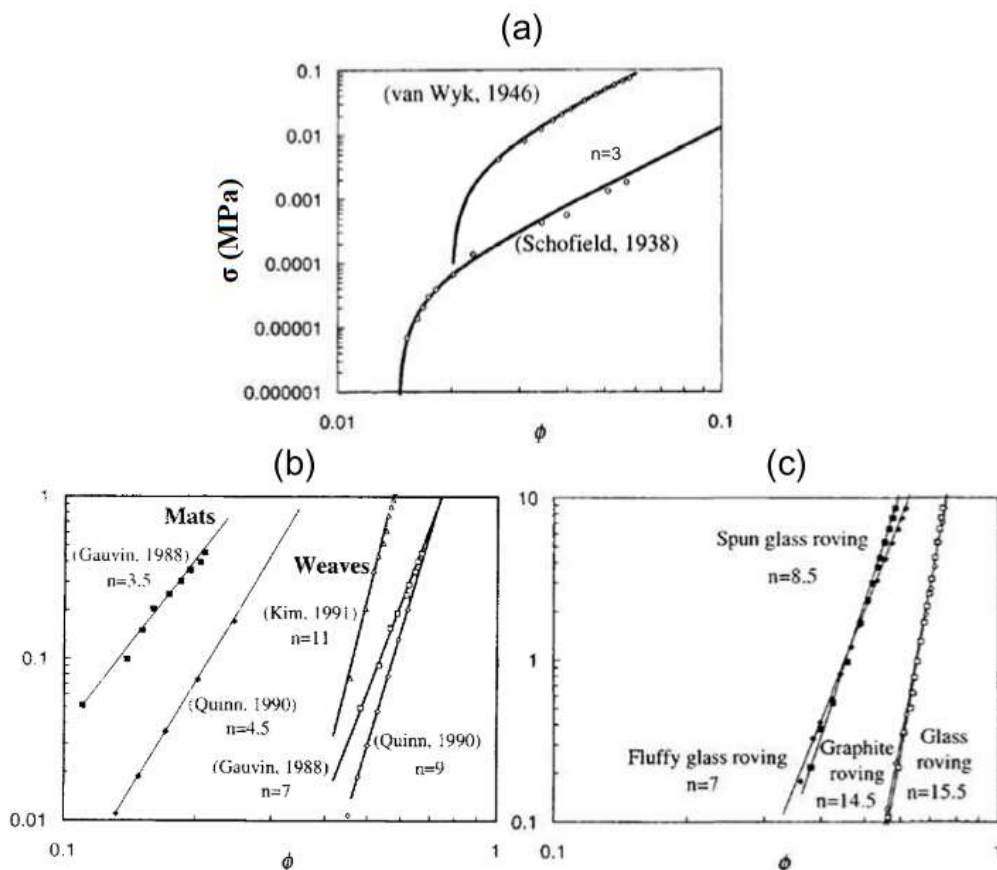 (a)
0.1
(van Wyk, 1946)
0.01
n=3
0.001
(Schofield, 1938)
0.0001
0.00001
0.000001
σ (MPa)
0.01
0.1
ϕ
(b)
1
Mats
(Gauvin, 1988)
n=3.5
Weaves
(Kim, 1991)
n=11
0.1
(Quinn, 1990)
n=4.5
(Quinn, 1990)
n=9
(Gauvin, 1988)
n=7
0.01
0.1
ϕ
1
(c)
10
Spun glass roving
n=8.5
1
Fluffy glass roving
n=7
Graphite
roving
n=14.5
Glass
roving
n=15.5
0.1
0.1
ϕ
1